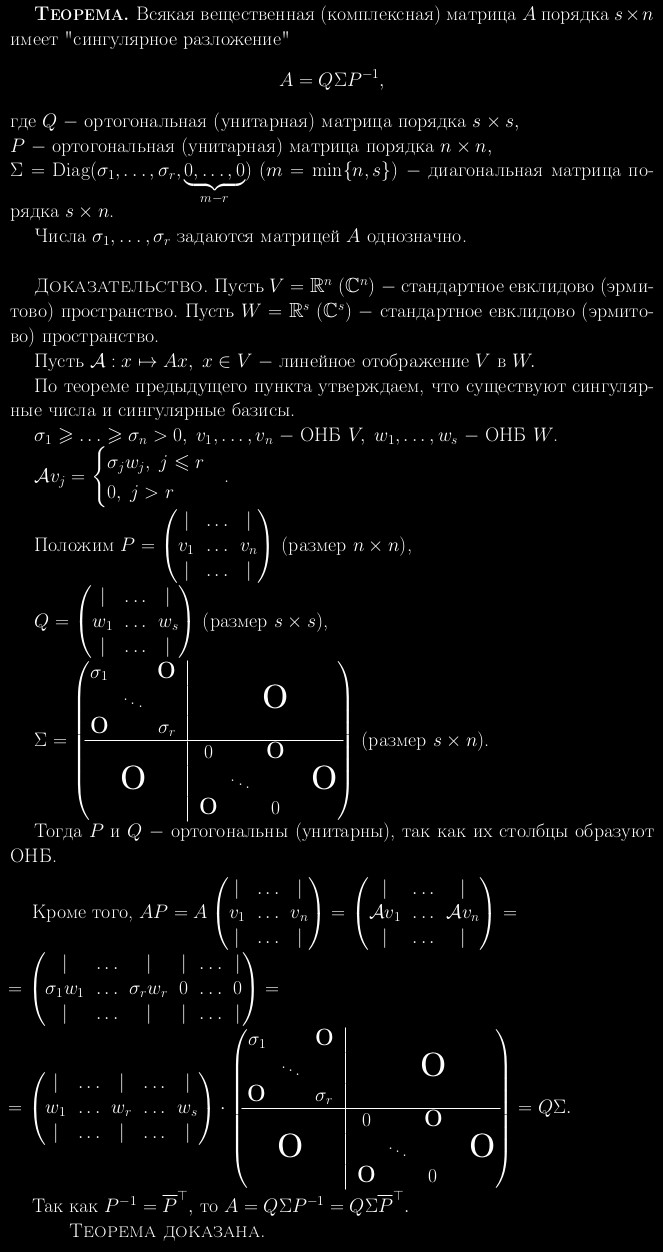 Теорема. Всякая вещественная (комплексная) матрица A порядка s × n
имеет "сингулярное разложение"
A = QΣP⁻¹,
где Q − ортогональная (унитарная) матрица порядка s × s,
P − ортогональная (унитарная) матрица порядка n × n,
Σ = Diag(σ₁, . . . , σᵣ, 0, . . . , 0) (m = min{n, s}) − диагональная матрица по-
m−r
рядка s × n.
Числа σ₁, . . . , σᵣ задаются матрицей A однозначно.
Доказательство. Пусть V = ℝⁿ (ℂⁿ) − стандартное евклидово (эрми-
тово) пространство. Пусть W = ℝˢ (ℂˢ) − стандартное евклидово (эрмито-
во) пространство.
Пусть 𝒜 : x ↦ Ax, x ∈ V − линейное отображение V в W.
По теореме предыдущего пункта утверждаем, что существуют сингуляр-
ные числа и сингулярные базисы.
σ₁ ⩾ . . . ⩾ σₙ > 0, v₁, . . . , vₙ − ОНБ V, w₁, . . . , wₛ − ОНБ W.
𝒜vⱼ = { σⱼwⱼ, j ⩽ r
0, j > r .
| . . . |
Положим P = ( v₁ . . . vₙ ) (размер n × n),
| . . . |
| . . . |
Q = ( w₁ . . . wₛ ) (размер s × s),
| . . . |
σ₁ O
⋱ O
O σᵣ
Σ = ( ) (размер s × n).
0 O
O ⋱ O
O 0
Тогда P и Q − ортогональны (унитарны), так как их столбцы образуют
ОНБ.
| . . . | | . . . |
Кроме того, AP = A ( v₁ . . . vₙ ) = ( 𝒜v₁ . . . 𝒜vₙ ) =
| . . . | | . . . |
| . . . | | . . . |
= ( σ₁w₁ . . . σᵣwᵣ 0 . . . 0 ) =
| . . . | | . . . |
σ₁ O
⋱ O
O σᵣ
| . . . | . . . |
= ( w₁ . . . wᵣ . . . wₛ ) · ( ) = QΣ.
| . . . | . . . |
0 O
O ⋱ O
O 0
Так как P⁻¹ = P̅^⊤, то A = QΣP⁻¹ = QΣP̅^⊤.
Теорема доказана.